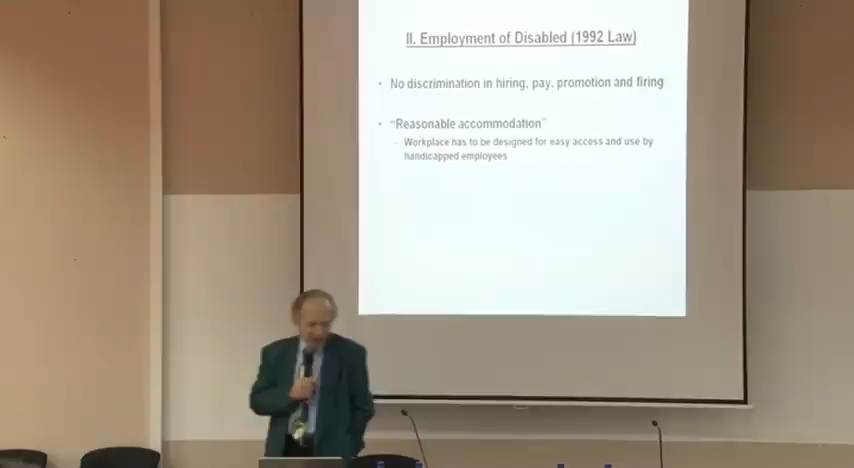 II. Employment of Disabled (1992 Law)
• No discrimination in hiring, pay, promotion and firing
• "Reasonable accommodation"
– Workplace has to be designed for easy access and use by
handicapped employees